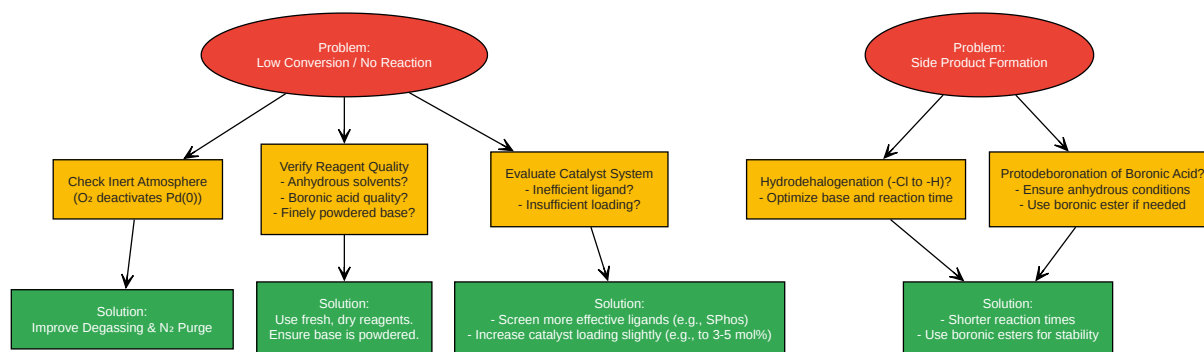 Problem:
Low Conversion / No Reaction
Problem:
Side Product Formation
Check Inert Atmosphere
(O₂ deactivates Pd(0))
Verify Reagent Quality
- Anhydrous solvents?
- Boronic acid quality?
- Finely powdered base?
Evaluate Catalyst System
- Inefficient ligand?
- Insufficient loading?
Hydrodehalogenation (-Cl to -H)?
- Optimize base and reaction time
Protodeboronation of Boronic Acid?
- Ensure anhydrous conditions
- Use boronic ester if needed
Solution:
Improve Degassing & N₂ Purge
Solution:
Use fresh, dry reagents.
Ensure base is powdered.
Solution:
- Screen more effective ligands (e.g., SPhos)
- Increase catalyst loading slightly (e.g., to 3-5 mol%)
Solution:
- Shorter reaction times
- Use boronic esters for stability